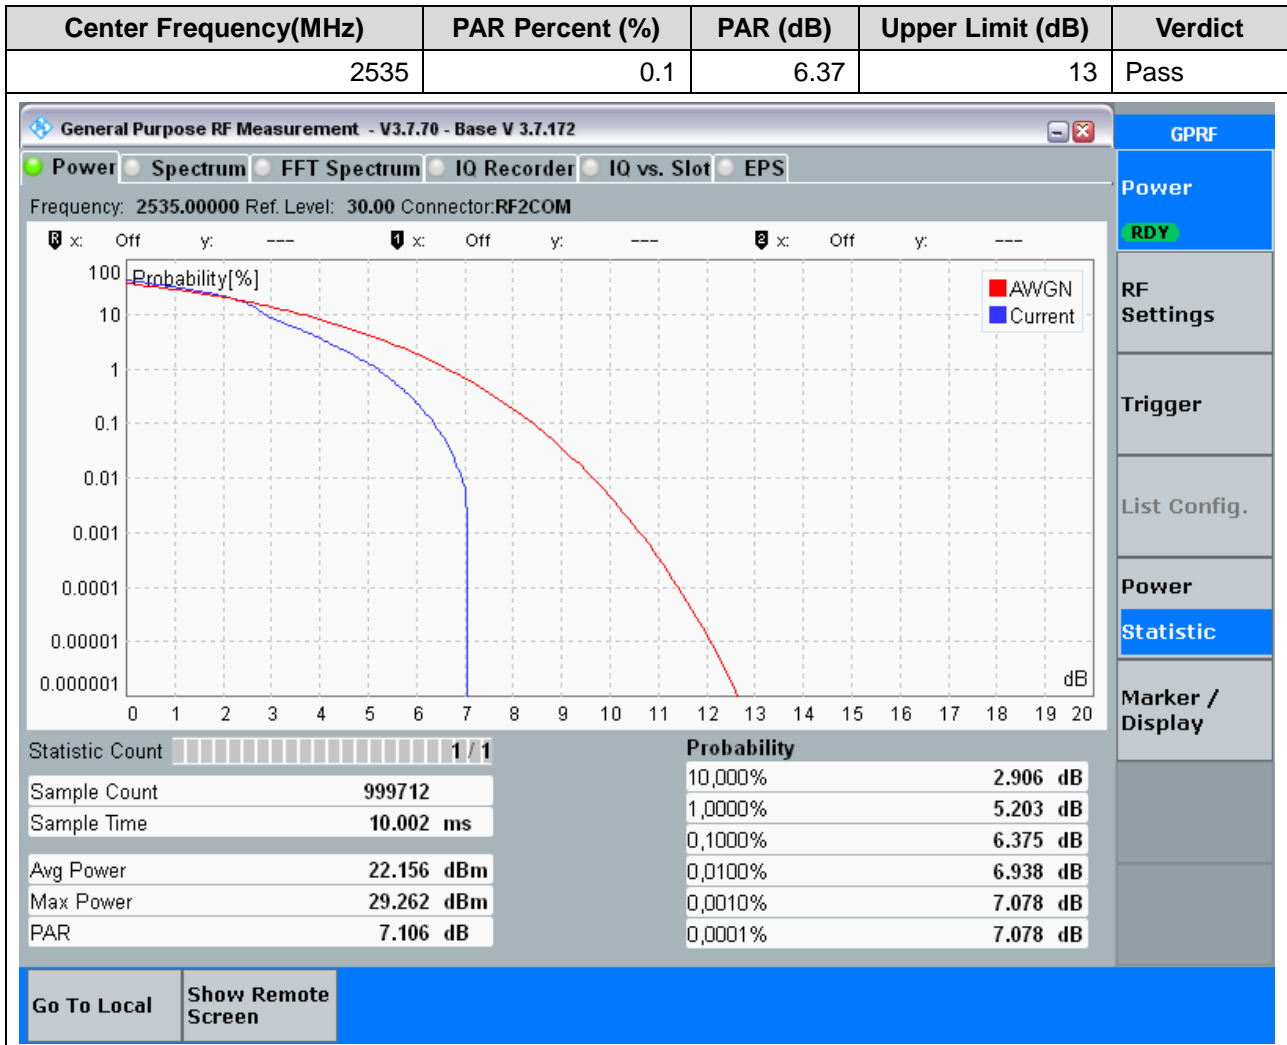 Center Frequency(MHz) PAR Percent (%) PAR (dB) Upper Limit (dB) Verdict
2535 0.1 6.37 13 Pass
General Purpose RF Measurement - V3.7.70 - Base V 3.7.172
GPRF
Power Spectrum FFT Spectrum IQ Recorder IQ vs. Slot EPS
Power
RDY
Frequency: 2535.00000 Ref. Level: 30.00 Connector:RF2COM
R x: Off y: --- 1 x: Off y: --- 2 x: Off y: ---
Probability[%]
AWGN
Current
100
10
1
0.1
0.01
0.001
0.0001
0.00001
0.000001
dB
0 1 2 3 4 5 6 7 8 9 10 11 12 13 14 15 16 17 18 19 20
RF
Settings
Trigger
List Config.
Power
Statistic
Marker /
Display
Statistic Count 1 / 1
Sample Count 999712
Sample Time 10.002 ms
Avg Power 22.156 dBm
Max Power 29.262 dBm
PAR 7.106 dB
Probability
10,000% 2.906 dB
1,0000% 5.203 dB
0,1000% 6.375 dB
0,0100% 6.938 dB
0,0010% 7.078 dB
0,0001% 7.078 dB
Go To Local
Show Remote
Screen